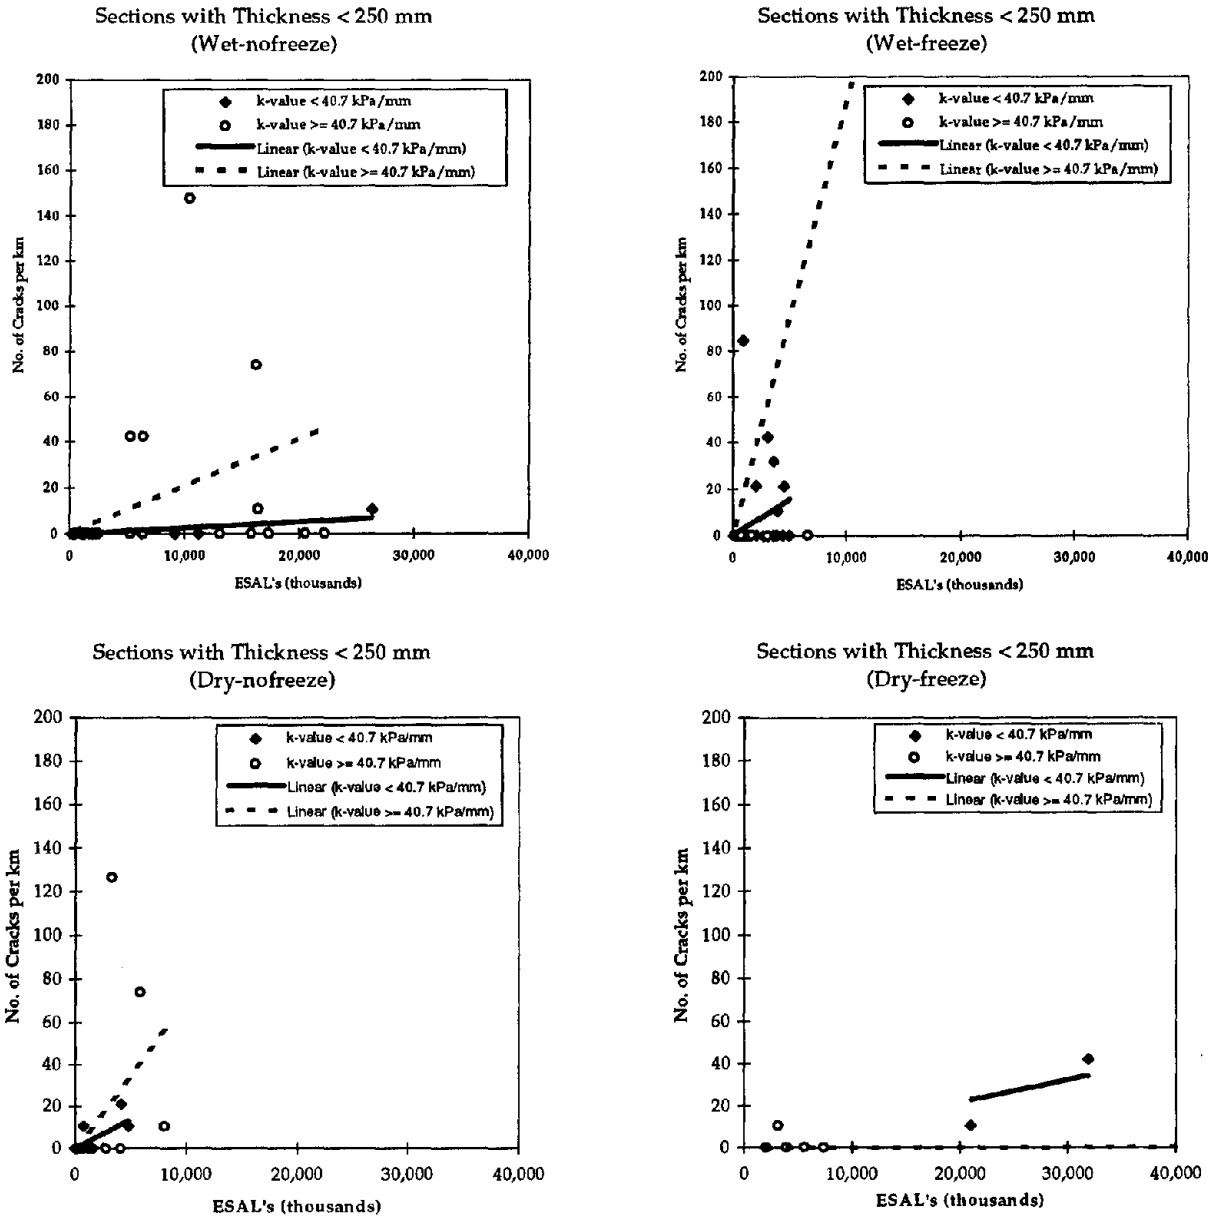 Sections with Thickness < 250 mm
(Wet-nofreeze)
200
180
160
140
120
100
80
60
40
20
0
k-value < 40.7 kPa/mm
k-value >= 40.7 kPa/mm
Linear (k-value < 40.7 kPa/mm)
Linear (k-value >= 40.7 kPa/mm)
No. of Cracks per km
0 10,000 20,000 30,000 40,000
ESAL's (thousands)
Sections with Thickness < 250 mm
(Wet-freeze)
200
180
160
140
120
100
80
60
40
20
0
k-value < 40.7 kPa/mm
k-value >= 40.7 kPa/mm
Linear (k-value < 40.7 kPa/mm)
Linear (k-value >= 40.7 kPa/mm)
No. of Cracks per km
0 10,000 20,000 30,000 40,000
ESAL's (thousands)
Sections with Thickness < 250 mm
(Dry-nofreeze)
200
180
160
140
120
100
80
60
40
20
0
k-value < 40.7 kPa/mm
k-value >= 40.7 kPa/mm
Linear (k-value < 40.7 kPa/mm)
Linear (k-value >= 40.7 kPa/mm)
No. of Cracks per km
0 10,000 20,000 30,000 40,000
ESAL's (thousands)
Sections with Thickness < 250 mm
(Dry-freeze)
200
180
160
140
120
100
80
60
40
20
0
k-value < 40.7 kPa/mm
k-value >= 40.7 kPa/mm
Linear (k-value < 40.7 kPa/mm)
Linear (k-value >= 40.7 kPa/mm)
No. of Cracks per km
0 10,000 20,000 30,000 40,000
ESAL's (thousands)